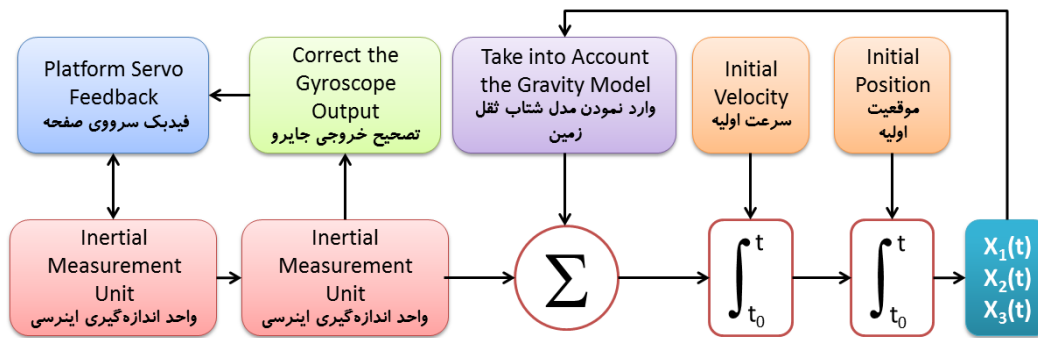 Platform Servo
Feedback
فیدبک سرووی صفحه
Correct the
Gyroscope
Output
تصحیح خروجی جایرو
Take into Account
the Gravity Model
وارد نمودن مدل شتاب ثقل
زمین
Initial
Velocity
سرعت اولیه
Initial
Position
موقعیت
اولیه
Inertial
Measurement
Unit
واحد اندازه‌گیری اینرسی
Inertial
Measurement
Unit
واحد اندازه‌گیری اینرسی
Σ
∫ t t₀
∫ t t₀
X₁(t)
X₂(t)
X₃(t)